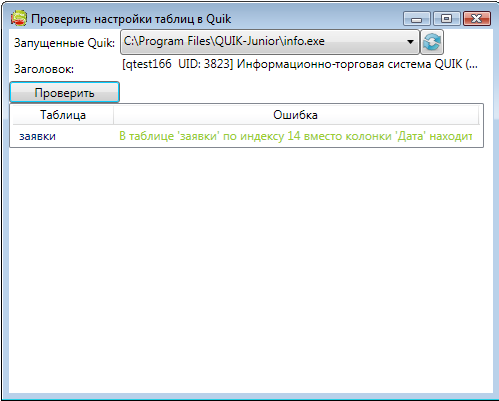 Проверить настройки таблиц в Quik
Запущенные Quik: C:\Program Files\QUIK-Junior\info.exe
Заголовок: [qtest166 UID: 3823] Информационно-торговая система QUIK (...
Проверить
Таблица Ошибка
заявки В таблице 'заявки' по индексу 14 вместо колонки 'Дата' находит